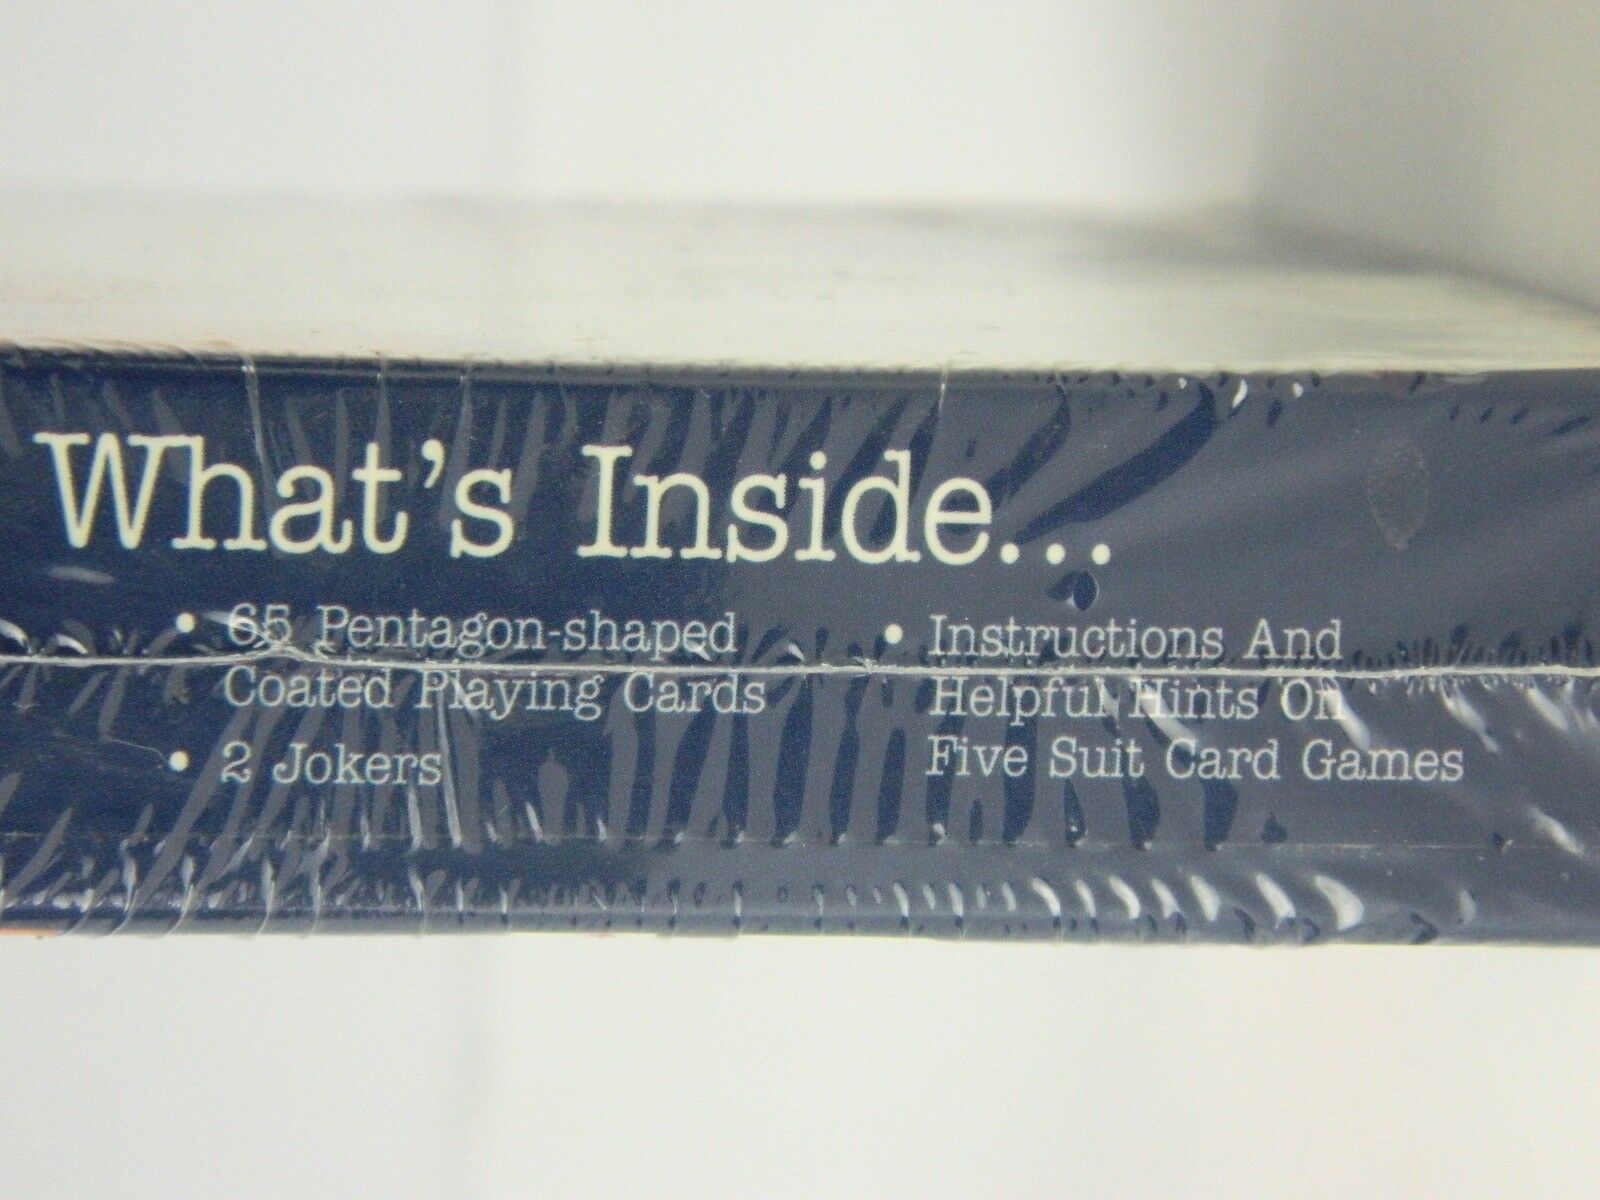 What's Inside...
• 65 Pentagon-shaped
Coated Playing Cards
• 2 Jokers
• Instructions And
Helpful Hints On
Five Suit Card Games